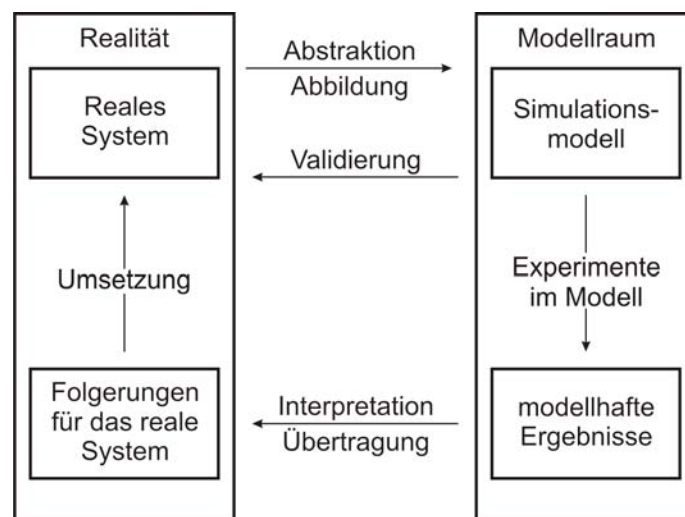 Realität
Reales
System
Umsetzung
Folgerungen
für das reale
System
Abstraktion
Abbildung
Validierung
Interpretation
Übertragung
Modellraum
Simulations-
modell
Experimente
im Modell
modellhafte
Ergebnisse